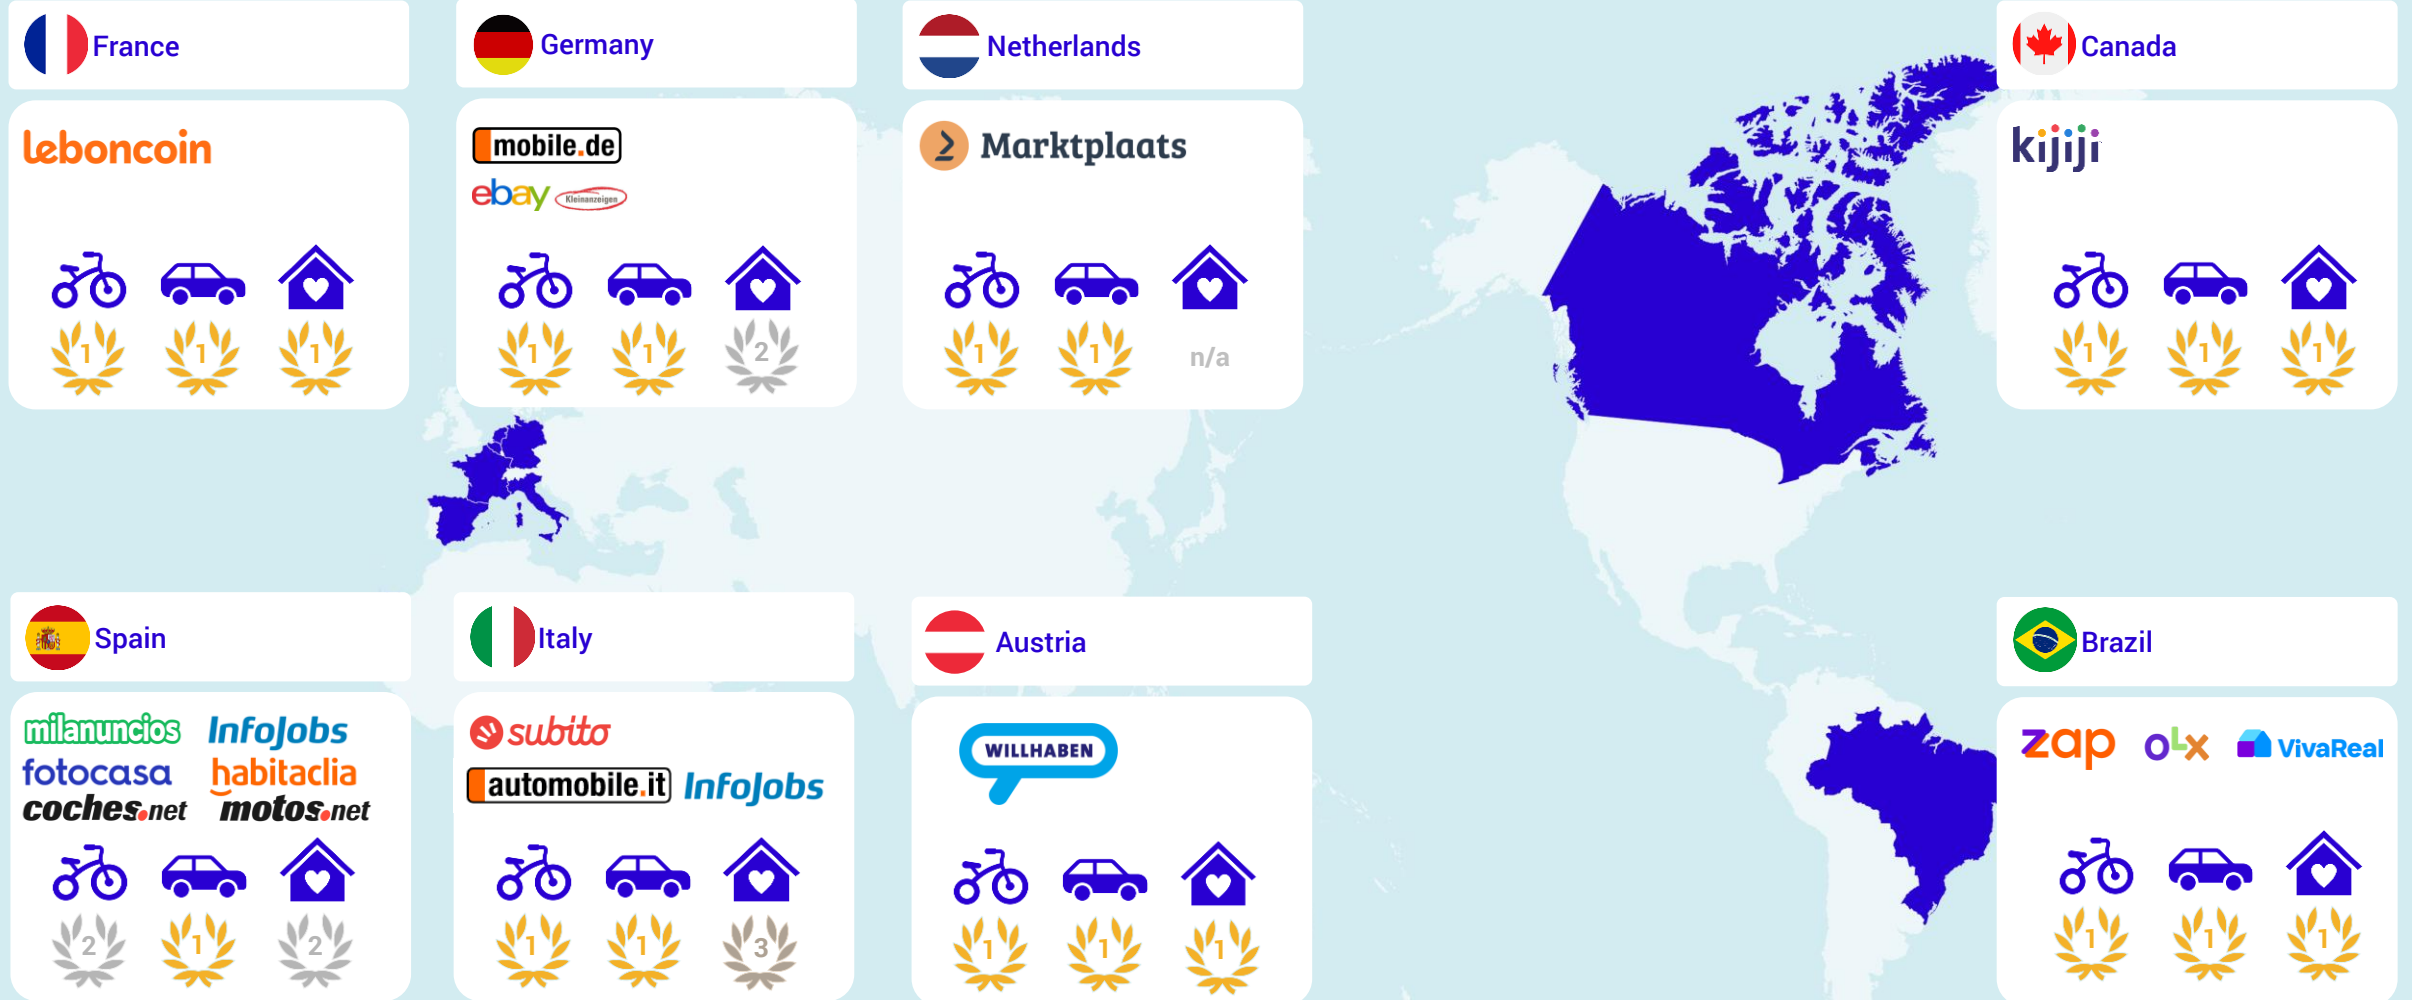 France
leboncoin
1 1 1
Germany
mobile.de
ebay Kleinanzeigen
1 1 2
Netherlands
Marktplaats
1 1 n/a
Canada
kijiji
1 1 1
Spain
milanuncios InfoJobs
fotocasa habitaclia
coches.net motos.net
2 1 2
Italy
subito
automobile.it InfoJobs
1 1 3
Austria
WILLHABEN
1 1 1
Brazil
zap OLX VivaReal
1 1 1